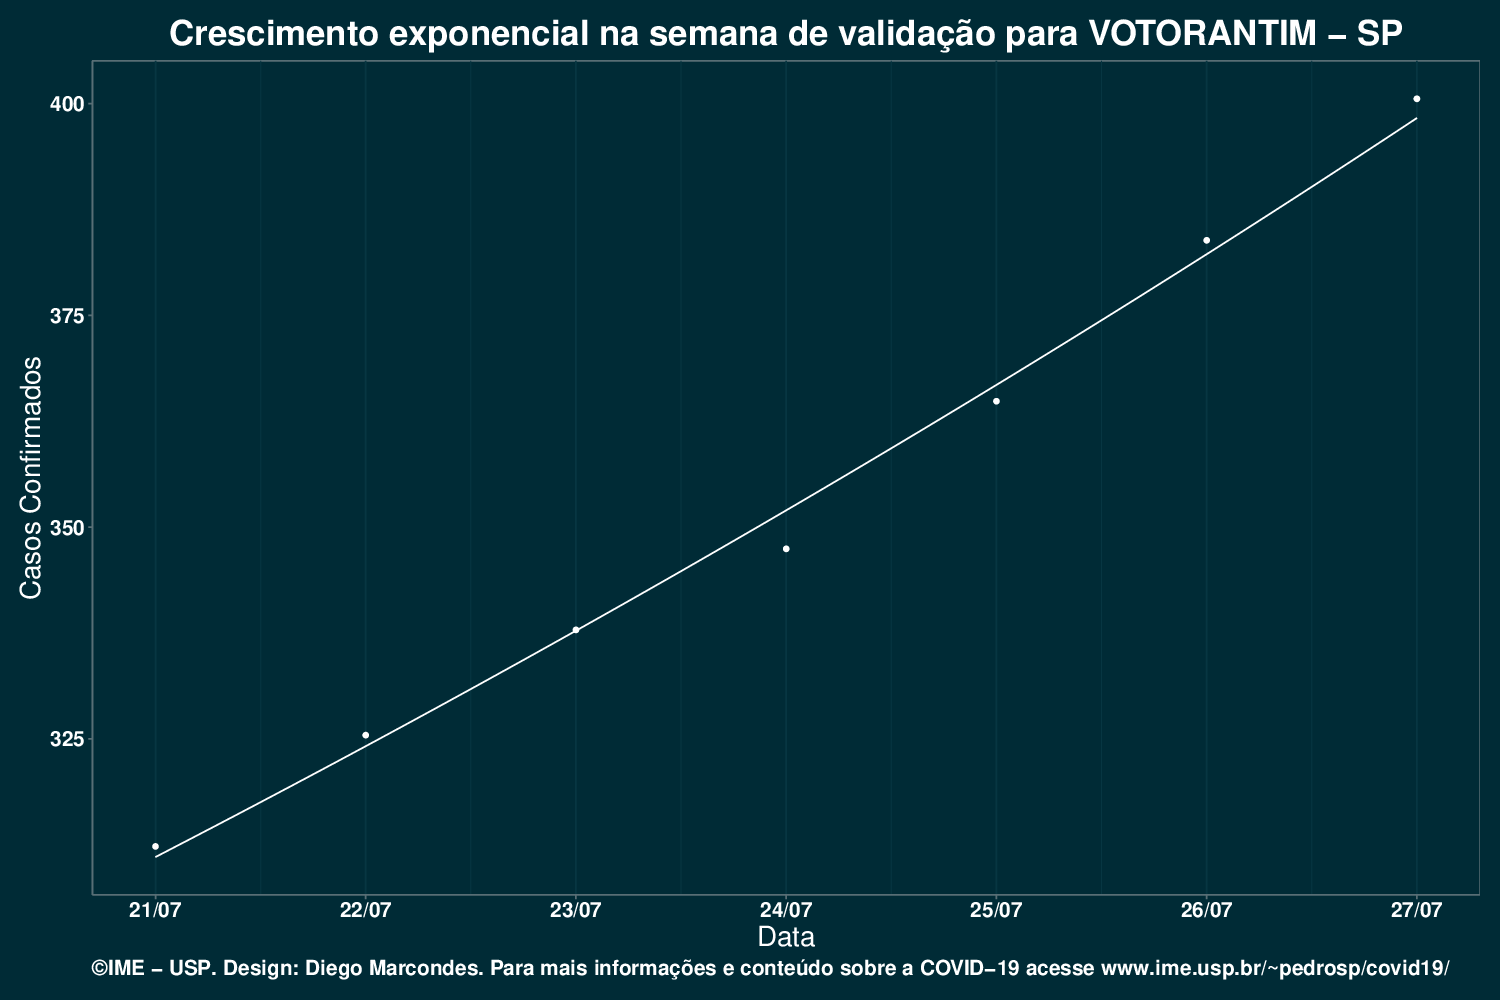 Crescimento exponencial na semana de validação para VOTORANTIM – SP
400
375
350
325
Casos Confirmados
21/07 22/07 23/07 24/07 25/07 26/07 27/07
Data
©IME – USP. Design: Diego Marcondes. Para mais informações e conteúdo sobre a COVID–19 acesse www.ime.usp.br/~pedrosp/covid19/